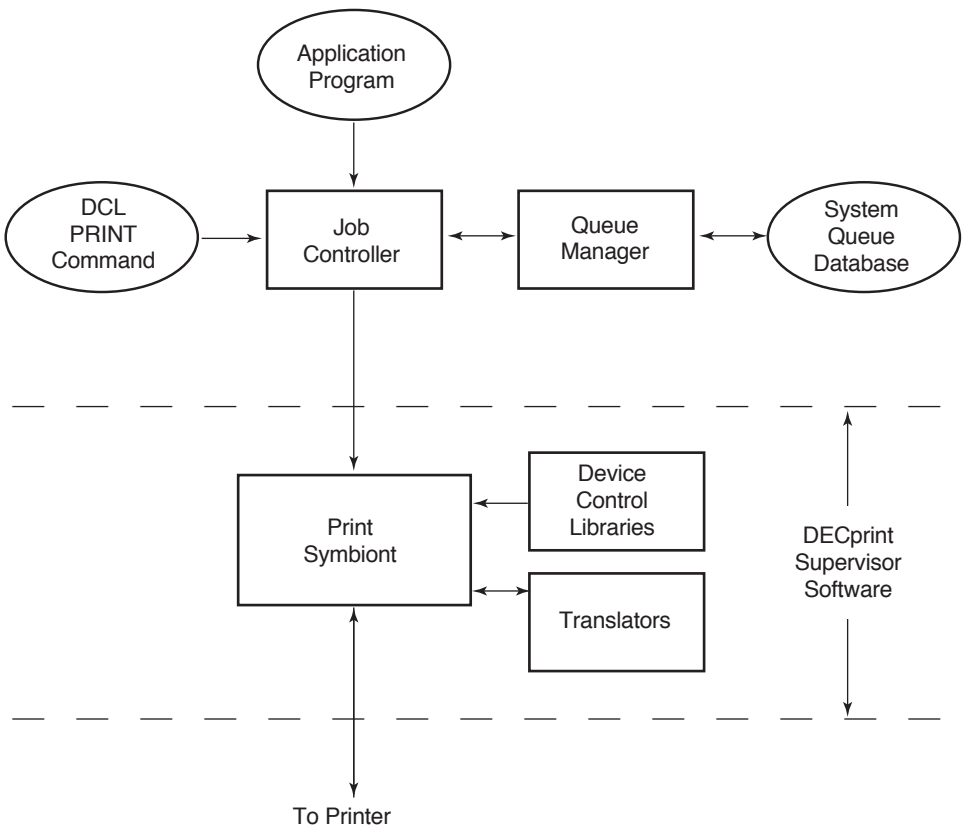 Application
Program
DCL
PRINT
Command
Job
Controller
Queue
Manager
System
Queue
Database
Print
Symbiont
Device
Control
Libraries
Translators
DECprint
Supervisor
Software
To Printer